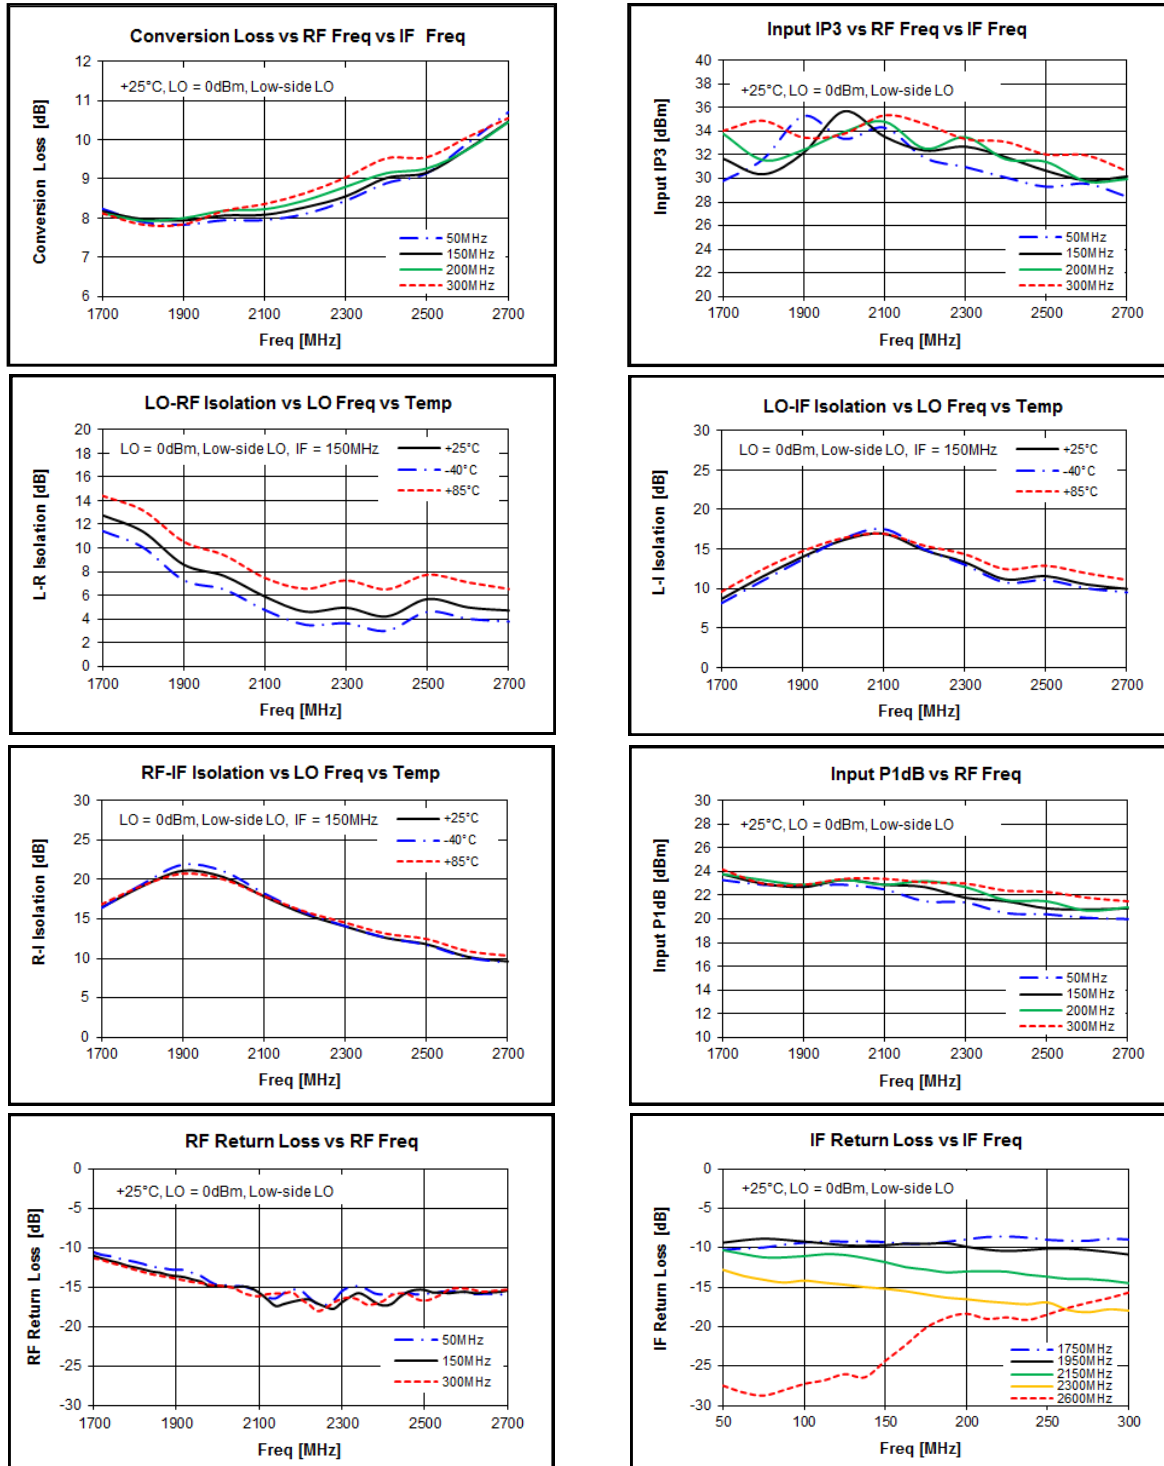 Conversion Loss vs RF Freq vs IF Freq
+25°C, LO = 0dBm, Low-side LO
Conversion Loss [dB]
12
11
10
9
8
7
6
50MHz
150MHz
200MHz
300MHz
1700 1900 2100 2300 2500 2700
Freq [MHz]
Input IP3 vs RF Freq vs IF Freq
+25°C, LO = 0dBm, Low-side LO
Input IP3 [dBm]
40
38
36
34
32
30
28
26
24
22
20
50MHz
150MHz
200MHz
300MHz
1700 1900 2100 2300 2500 2700
Freq [MHz]
LO-RF Isolation vs LO Freq vs Temp
LO = 0dBm, Low-side LO, IF = 150MHz
+25°C
-40°C
+85°C
L-R Isolation [dB]
20
18
16
14
12
10
8
6
4
2
0
1700 1900 2100 2300 2500 2700
Freq [MHz]
LO-IF Isolation vs LO Freq vs Temp
LO = 0dBm, Low-side LO, IF = 150MHz
+25°C
-40°C
+85°C
L-I Isolation [dB]
30
25
20
15
10
5
0
1700 1900 2100 2300 2500 2700
Freq [MHz]
RF-IF Isolation vs LO Freq vs Temp
LO = 0dBm, Low-side LO, IF = 150MHz
+25°C
-40°C
+85°C
R-I Isolation [dB]
30
25
20
15
10
5
0
1700 1900 2100 2300 2500 2700
Freq [MHz]
Input P1dB vs RF Freq
+25°C, LO = 0dBm, Low-side LO
Input P1dB [dBm]
30
28
26
24
22
20
18
16
14
12
10
50MHz
150MHz
200MHz
300MHz
1700 1900 2100 2300 2500 2700
Freq [MHz]
RF Return Loss vs RF Freq
+25°C, LO = 0dBm, Low-side LO
RF Return Loss [dB]
0
-5
-10
-15
-20
-25
-30
50MHz
150MHz
300MHz
1700 1900 2100 2300 2500 2700
Freq [MHz]
IF Return Loss vs IF Freq
+25°C, LO = 0dBm, Low-side LO
IF Return Loss [dB]
0
-5
-10
-15
-20
-25
-30
1750MHz
1950MHz
2150MHz
2300MHz
2600MHz
50 100 150 200 250 300
Freq [MHz]